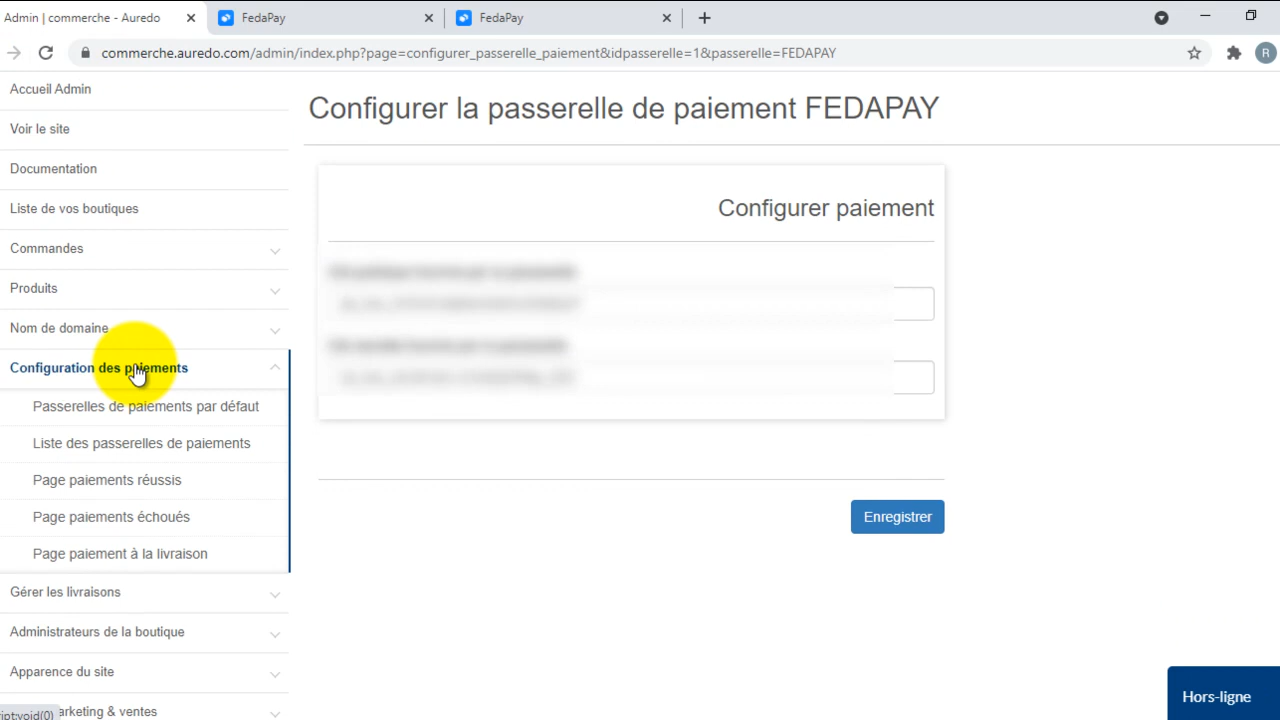 Admin | commerche - Auredo
FedaPay
FedaPay
commerche.auredo.com/admin/index.php?page=configurer_passerelle_paiement&idpasserelle=1&passerelle=FEDAPAY
R
Accueil Admin
Voir le site
Documentation
Liste de vos boutiques
Commandes
Produits
Nom de domaine
Configuration des paiements
Passerelles de paiements par défaut
Liste des passerelles de paiements
Page paiements réussis
Page paiements échoués
Page paiement à la livraison
Gérer les livraisons
Administrateurs de la boutique
Apparence du site
arketing & ventes
ript:void(0)
Configurer la passerelle de paiement FEDAPAY
Configurer paiement
Enregistrer
Hors-ligne